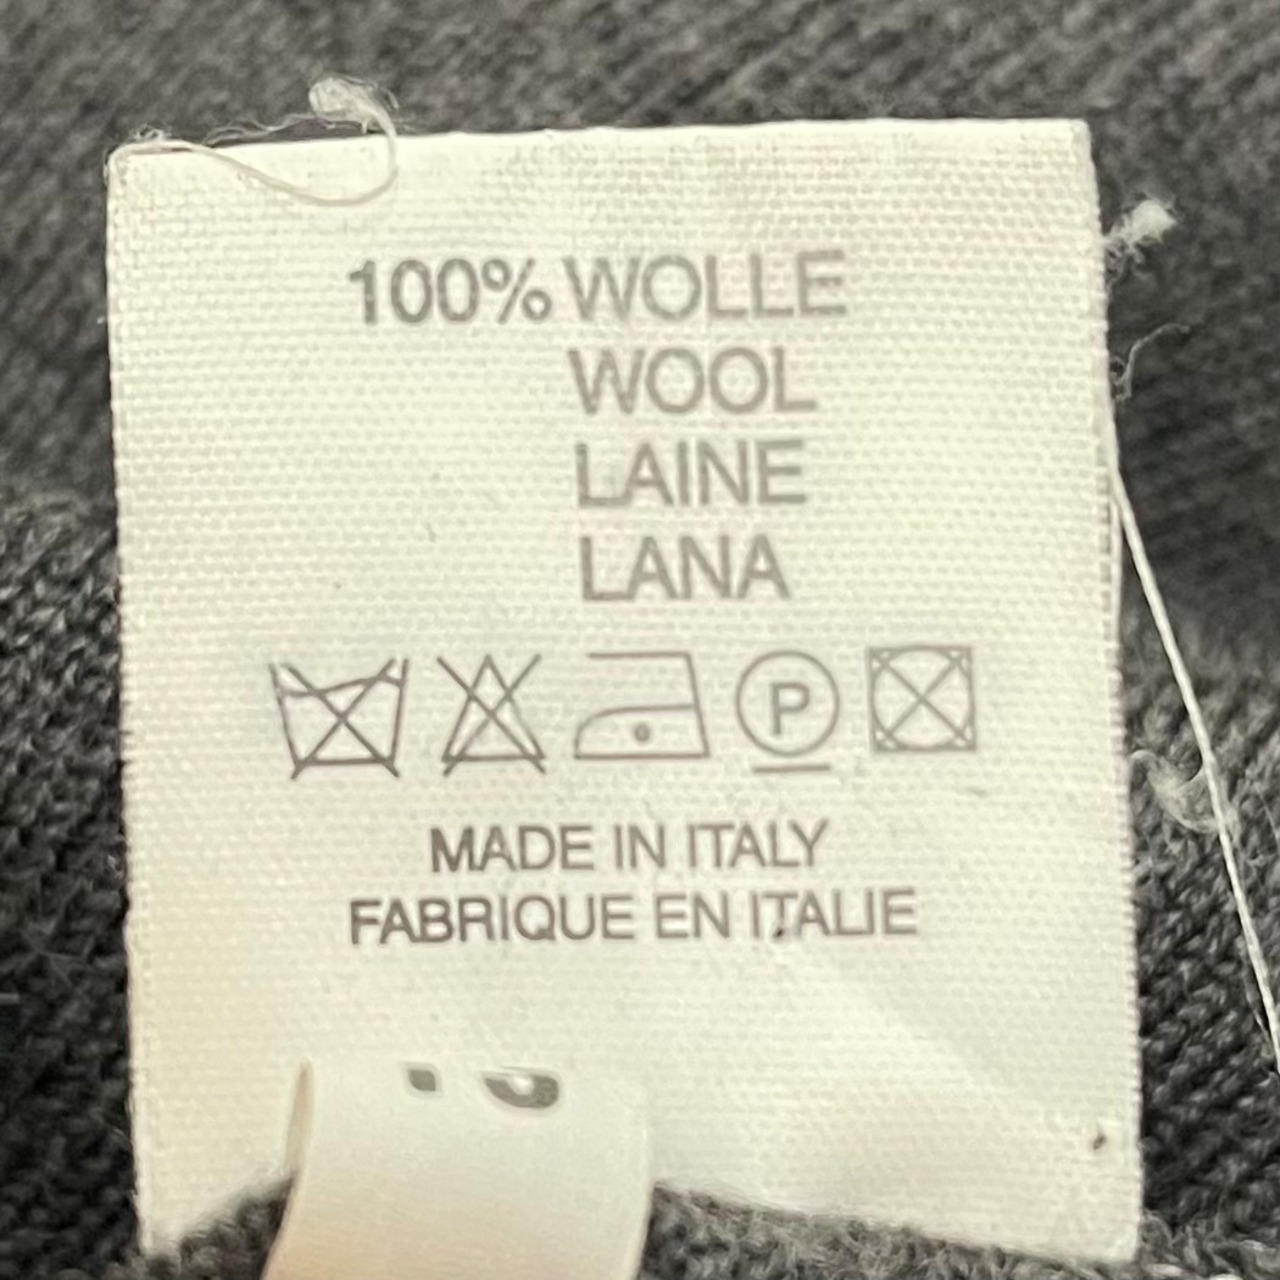 100% WOLLE
WOOL
LAINE
LANA
P
MADE IN ITALY
FABRIQUE EN ITALIE